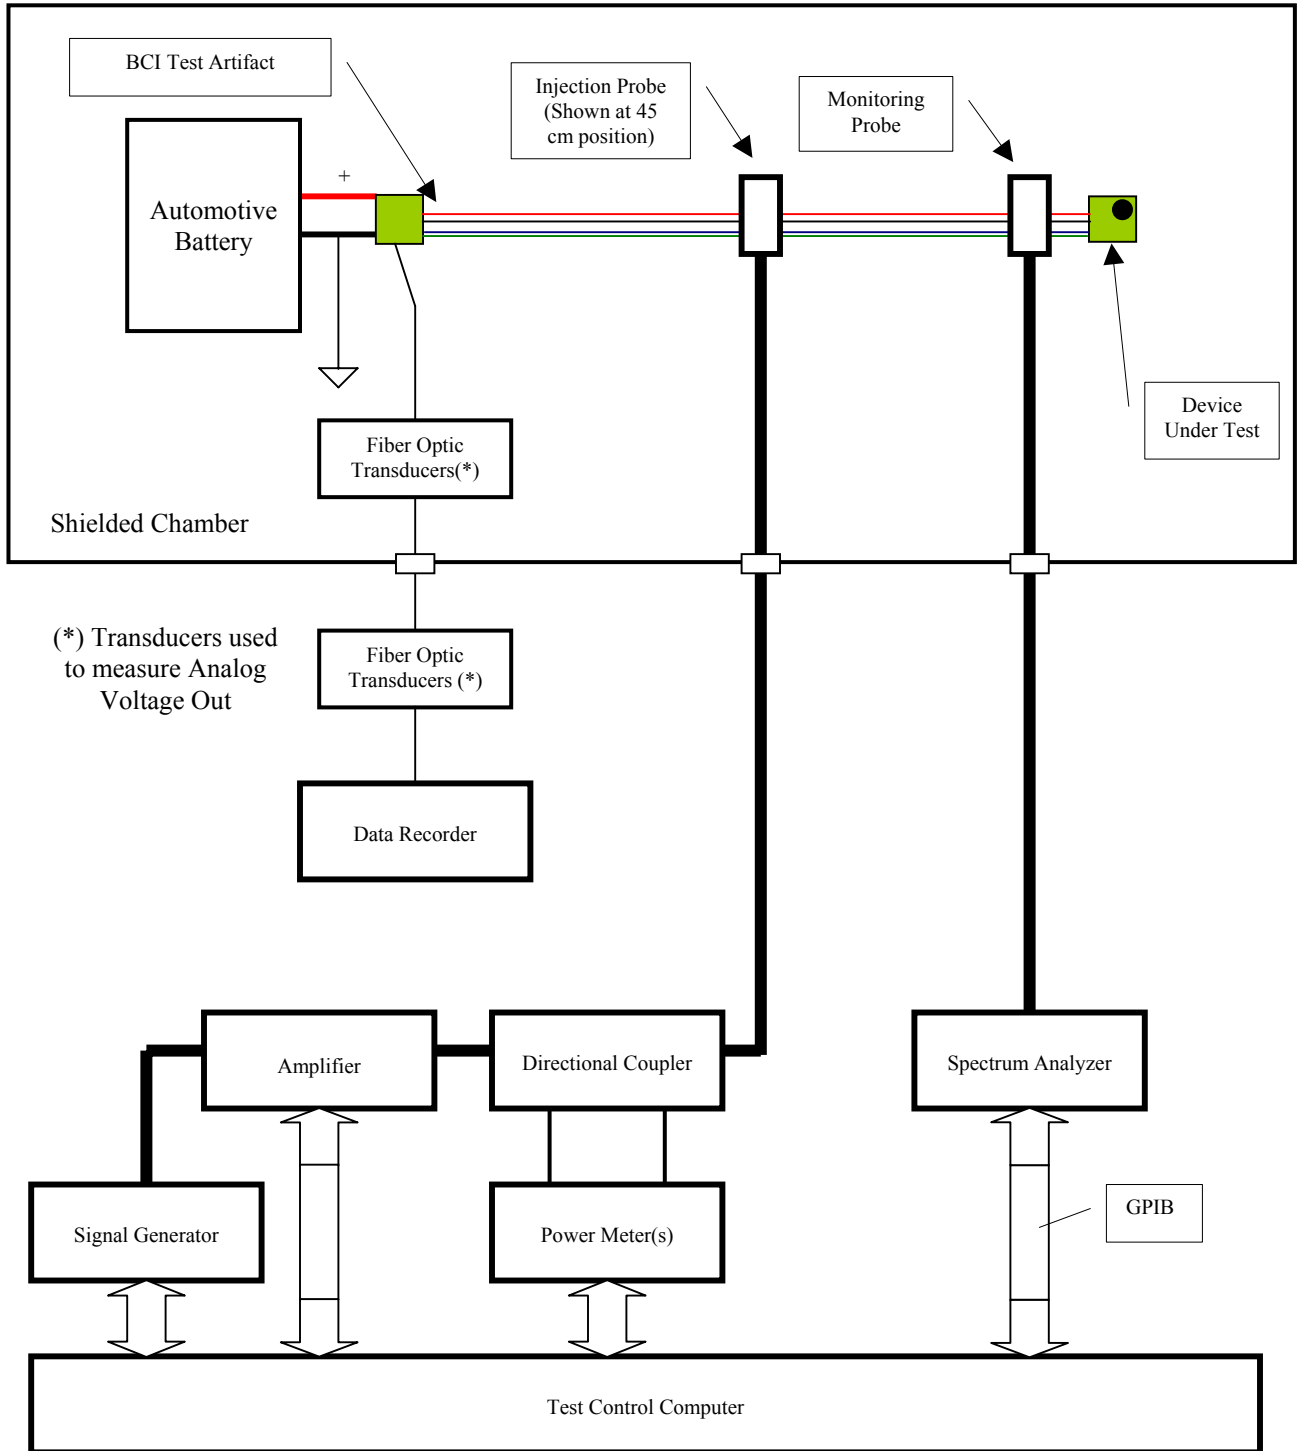 BCI Test Artifact
Injection Probe
(Shown at 45
cm position)
Monitoring
Probe
+
Automotive
Battery
Device
Under Test
Fiber Optic
Transducers(*)
Shielded Chamber
(*) Transducers used
to measure Analog
Voltage Out
Fiber Optic
Transducers (*)
Data Recorder
Amplifier
Directional Coupler
Spectrum Analyzer
Signal Generator
Power Meter(s)
GPIB
Test Control Computer